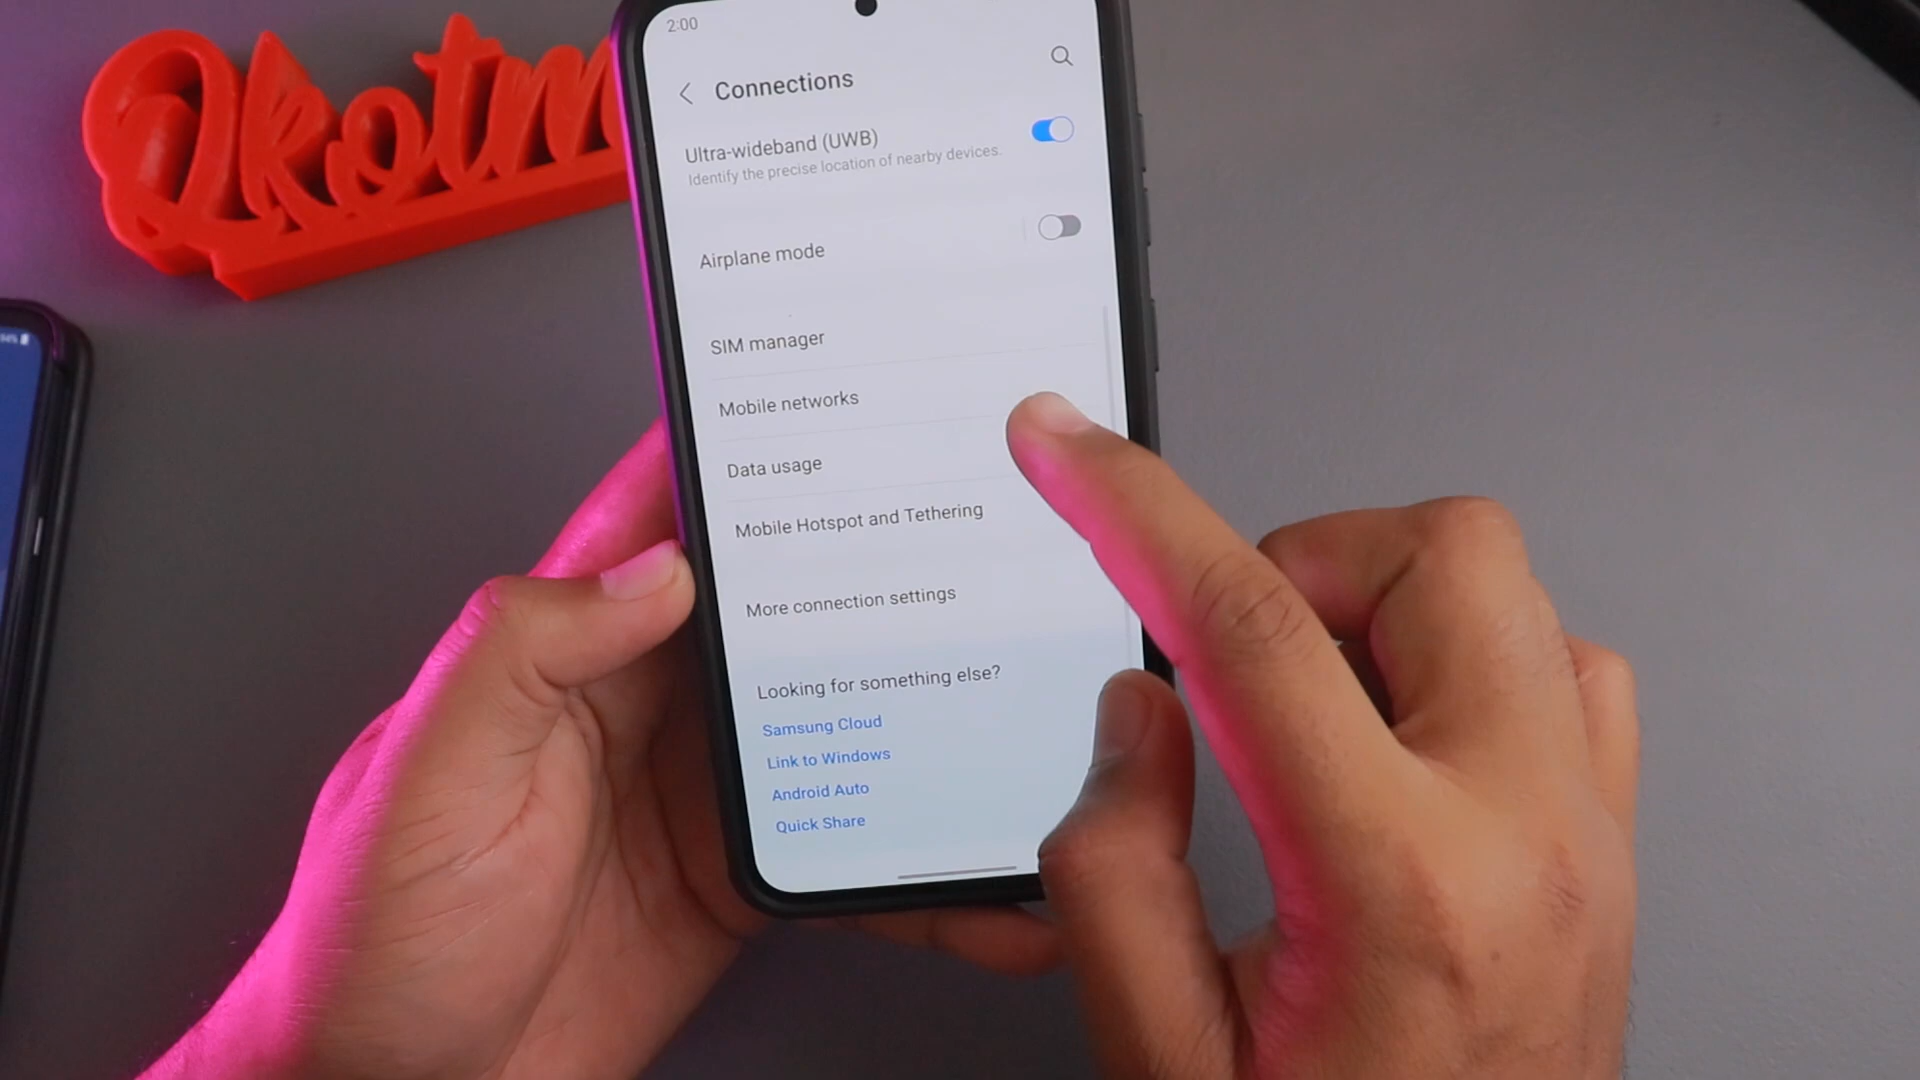 Qkotm
2:00
Connections
Ultra-wideband (UWB)
Identify the precise location of nearby devices.
Airplane mode
SIM manager
Mobile networks
Data usage
Mobile Hotspot and Tethering
More connection settings
Looking for something else?
Samsung Cloud
Link to Windows
Android Auto
Quick Share